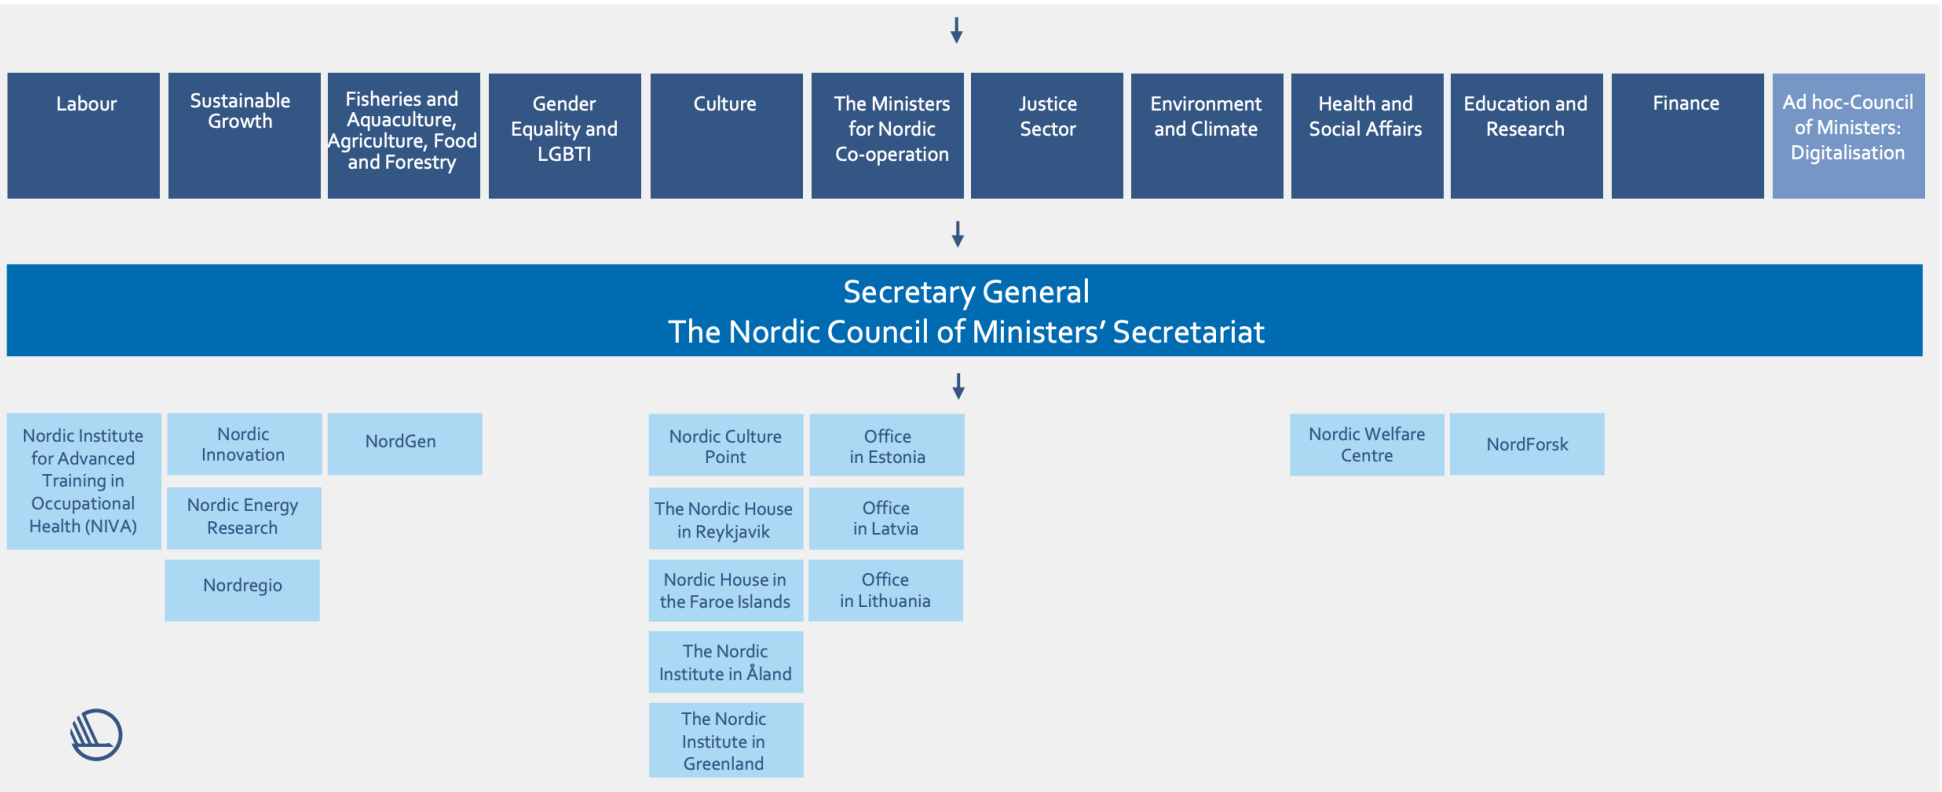 Labour
Sustainable
Growth
Fisheries and
Aquaculture,
Agriculture, Food
and Forestry
Gender
Equality and
LGBTI
Culture
The Ministers
for Nordic
Co-operation
Justice
Sector
Environment
and Climate
Health and
Social Affairs
Education and
Research
Finance
Ad hoc-Council
of Ministers:
Digitalisation
Secretary General
The Nordic Council of Ministers’ Secretariat
Nordic Institute
for Advanced
Training in
Occupational
Health (NIVA)
Nordic
Innovation
Nordic Energy
Research
Nordregio
NordGen
Nordic Culture
Point
The Nordic House
in Reykjavik
Nordic House in
the Faroe Islands
The Nordic
Institute in Åland
The Nordic
Institute in
Greenland
Office
in Estonia
Office
in Latvia
Office
in Lithuania
Nordic Welfare
Centre
NordForsk